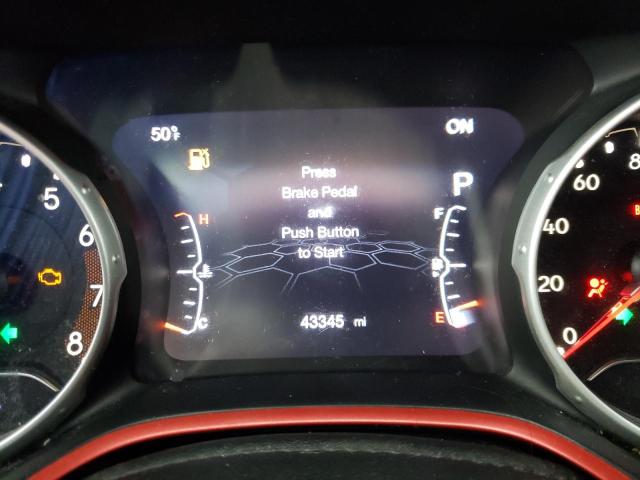 50°F
ON
Press
Brake Pedal
and
Push Button
to Start
P
H
F
C
E
43345 mi
5
6
7
8
60
40
20
0